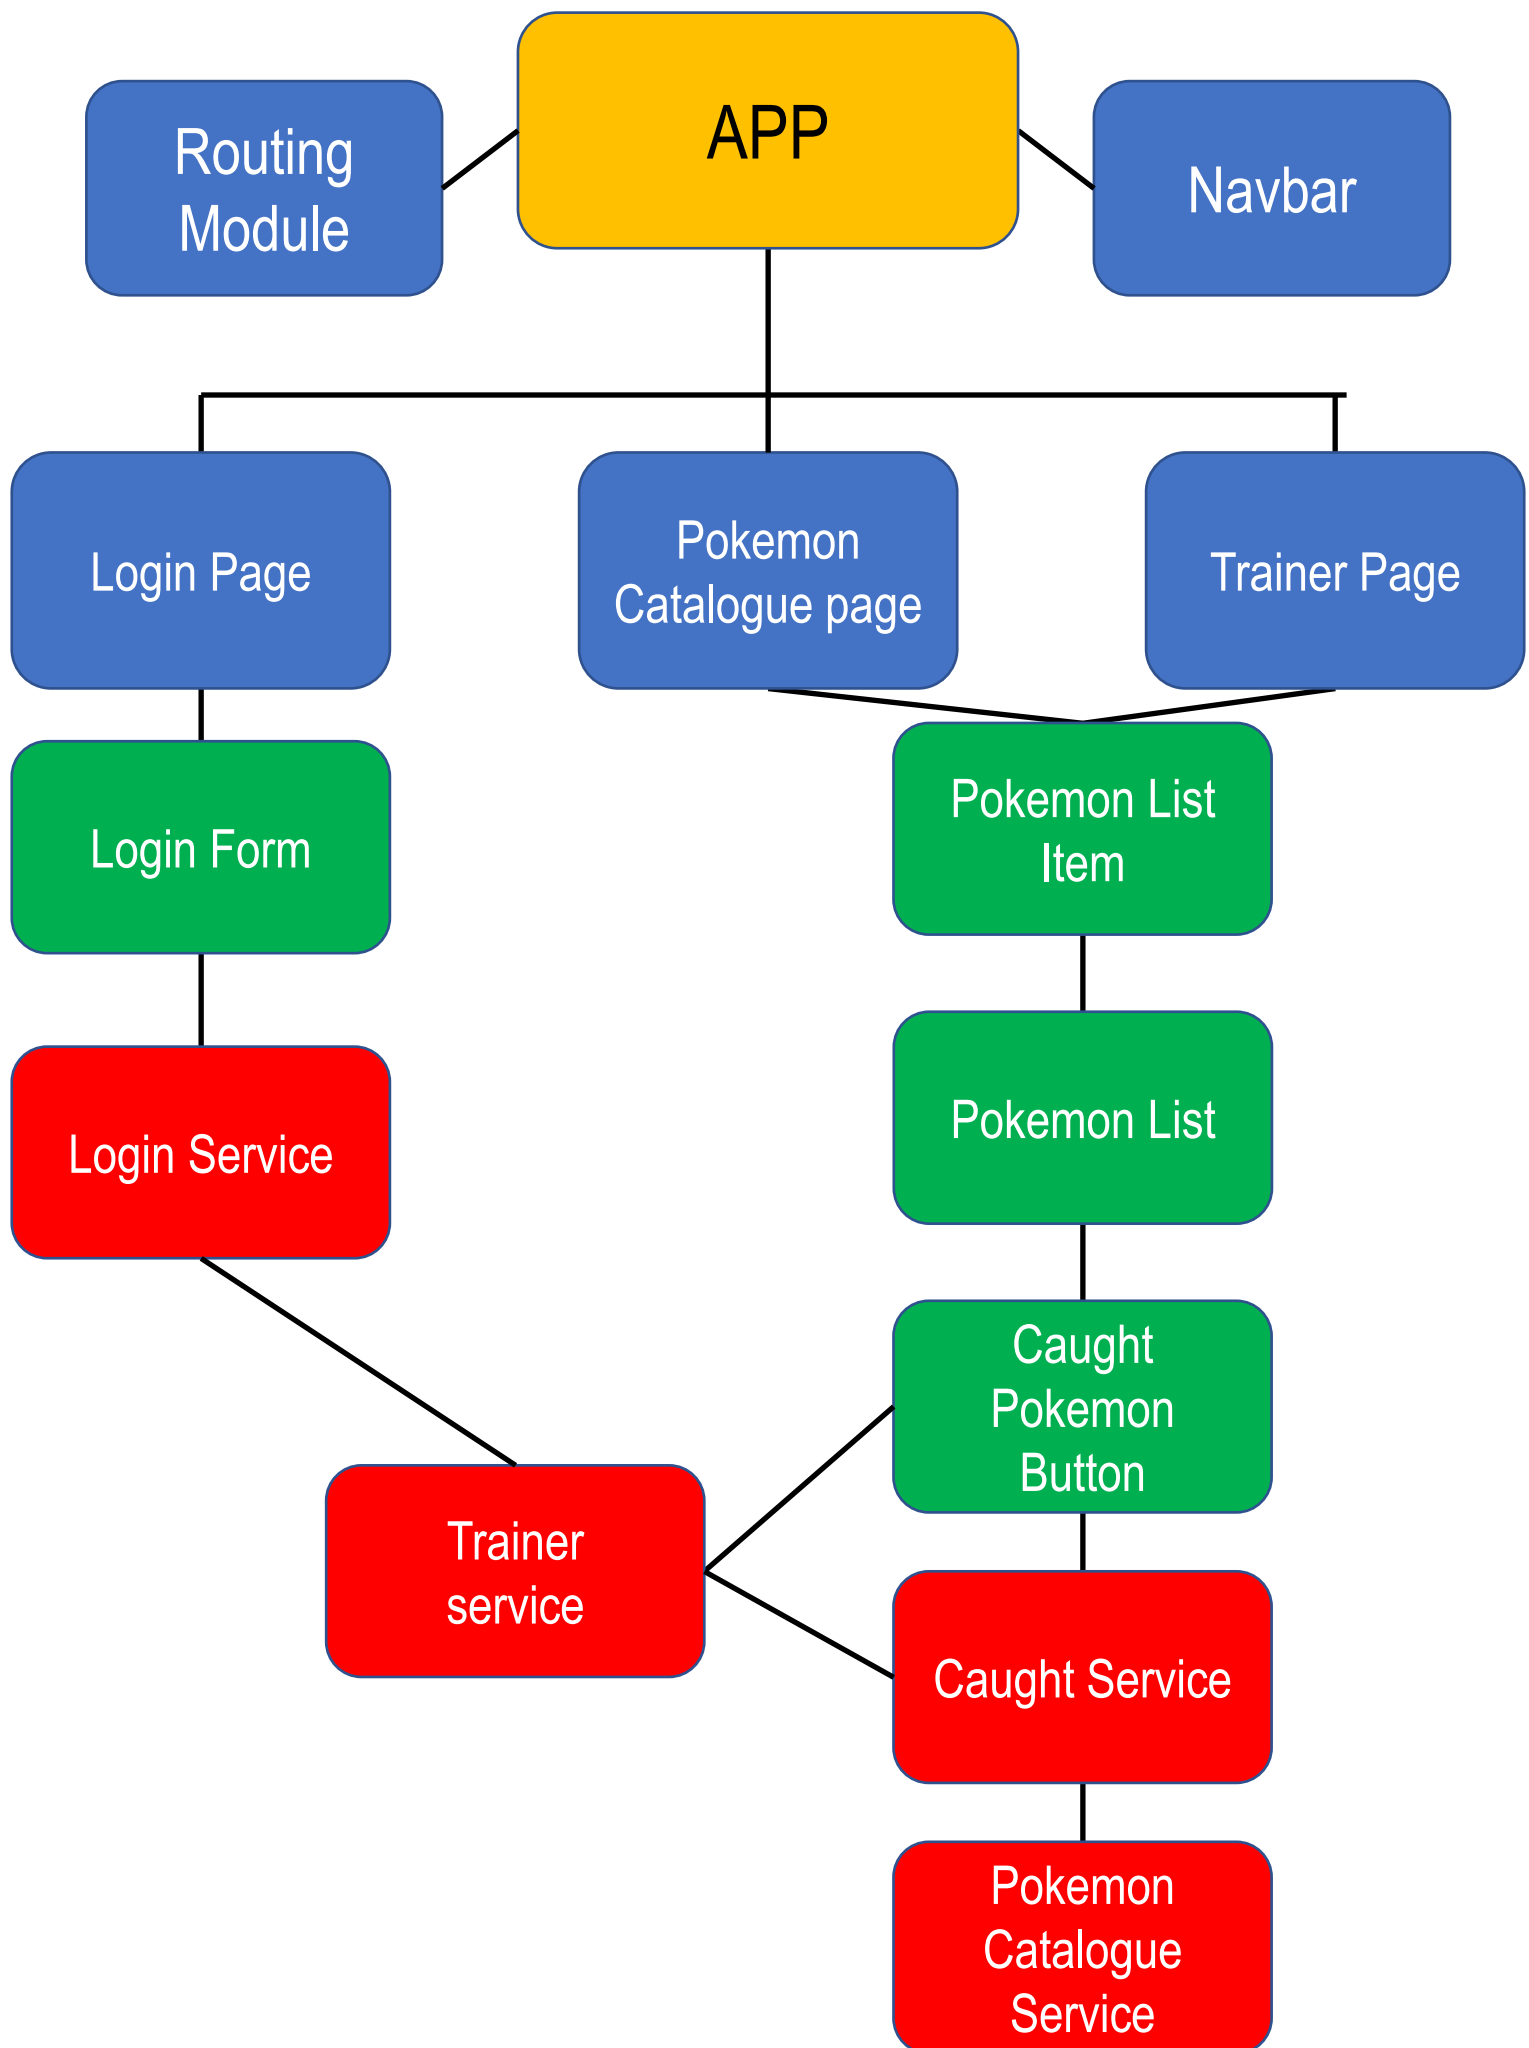 APP
Routing
Module
Navbar
Login Page
Pokemon
Catalogue page
Trainer Page
Login Form
Pokemon List
Item
Login Service
Pokemon List
Caught
Pokemon
Button
Trainer
service
Caught Service
Pokemon
Catalogue
Service